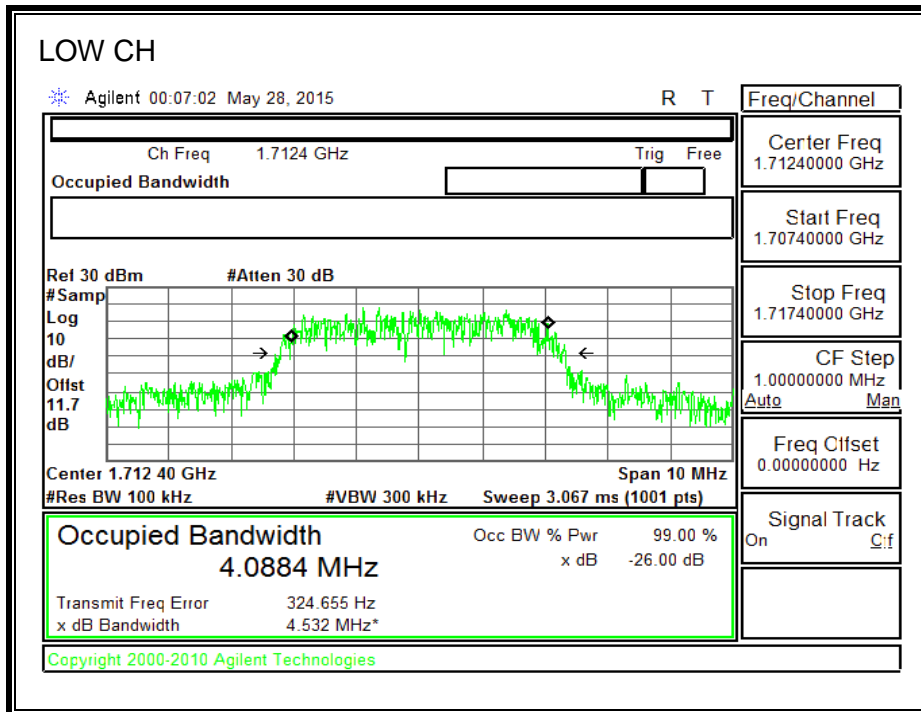 LOW CH
Agilent 00:07:02 May 28, 2015 R T
Ch Freq 1.7124 GHz Trig Free
Occupied Bandwidth
Ref 30 dBm #Atten 30 dB
#Samp
Log
10
dB/
Offst
11.7
dB
Center 1.712 40 GHz Span 10 MHz
#Res BW 100 kHz #VBW 300 kHz Sweep 3.067 ms (1001 pts)
Occupied Bandwidth
4.0884 MHz
Occ BW % Pwr 99.00 %
x dB -26.00 dB
Transmit Freq Error 324.655 Hz
x dB Bandwidth 4.532 MHz*
Copyright 2000-2010 Agilent Technologies
Freq/Channel
Center Freq
1.71240000 GHz
Start Freq
1.70740000 GHz
Stop Freq
1.71740000 GHz
CF Step
1.00000000 MHz
Auto Man
Freq Offset
0.00000000 Hz
Signal Track
On Off